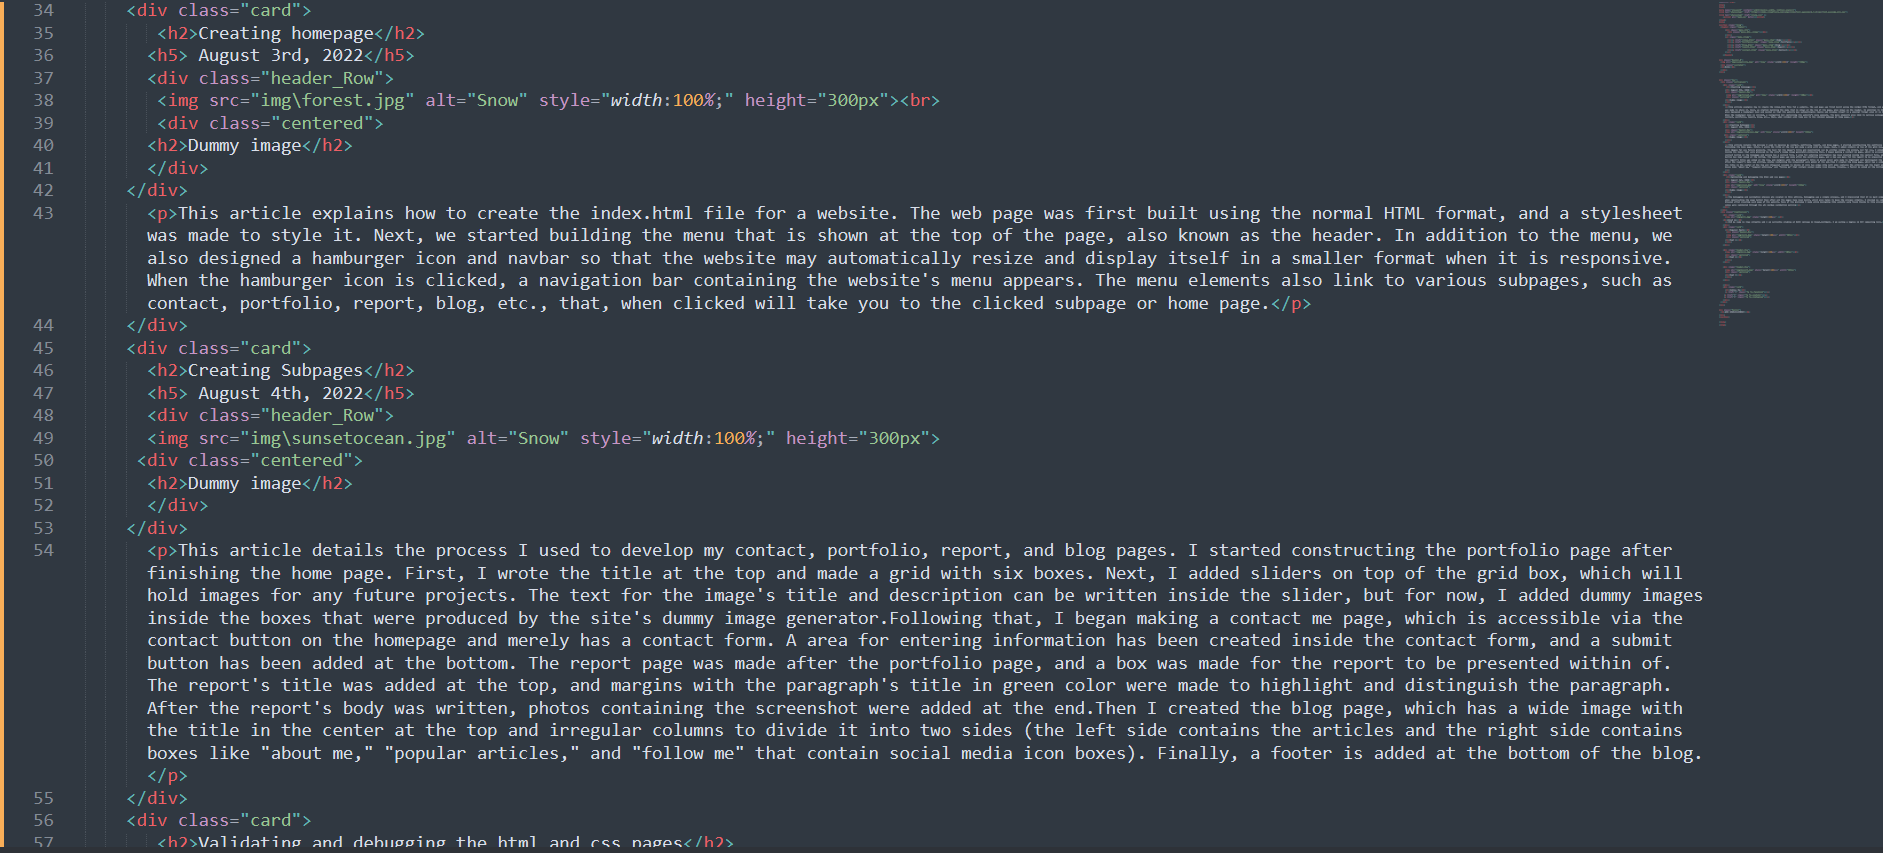 34 <div class="card">
35 <h2>Creating homepage</h2>
36 <h5> August 3rd, 2022</h5>
37 <div class="header_Row">
38 <img src="img\forest.jpg" alt="Snow" style="width:100%;" height="300px"><br>
39 <div class="centered">
40 <h2>Dummy image</h2>
41 </div>
42 </div>
43 <p>This article explains how to create the index.html file for a website. The web page was first built using the normal HTML format, and a stylesheet
was made to style it. Next, we started building the menu that is shown at the top of the page, also known as the header. In addition to the menu, we
also designed a hamburger icon and navbar so that the website may automatically resize and display itself in a smaller format when it is responsive.
When the hamburger icon is clicked, a navigation bar containing the website's menu appears. The menu elements also link to various subpages, such as
contact, portfolio, report, blog, etc., that, when clicked will take you to the clicked subpage or home page.</p>
44 </div>
45 <div class="card">
46 <h2>Creating Subpages</h2>
47 <h5> August 4th, 2022</h5>
48 <div class="header_Row">
49 <img src="img\sunsetocean.jpg" alt="Snow" style="width:100%;" height="300px">
50 <div class="centered">
51 <h2>Dummy image</h2>
52 </div>
53 </div>
54 <p>This article details the process I used to develop my contact, portfolio, report, and blog pages. I started constructing the portfolio page after
finishing the home page. First, I wrote the title at the top and made a grid with six boxes. Next, I added sliders on top of the grid box, which will
hold images for any future projects. The text for the image's title and description can be written inside the slider, but for now, I added dummy images
inside the boxes that were produced by the site's dummy image generator.Following that, I began making a contact me page, which is accessible via the
contact button on the homepage and merely has a contact form. A area for entering information has been created inside the contact form, and a submit
button has been added at the bottom. The report page was made after the portfolio page, and a box was made for the report to be presented within of.
The report's title was added at the top, and margins with the paragraph's title in green color were made to highlight and distinguish the paragraph.
After the report's body was written, photos containing the screenshot were added at the end.Then I created the blog page, which has a wide image with
the title in the center at the top and irregular columns to divide it into two sides (the left side contains the articles and the right side contains
boxes like "about me," "popular articles," and "follow me" that contain social media icon boxes). Finally, a footer is added at the bottom of the blog.
</p>
55 </div>
56 <div class="card">
57 <h2>Validating and debugging the html and css pages</h2>